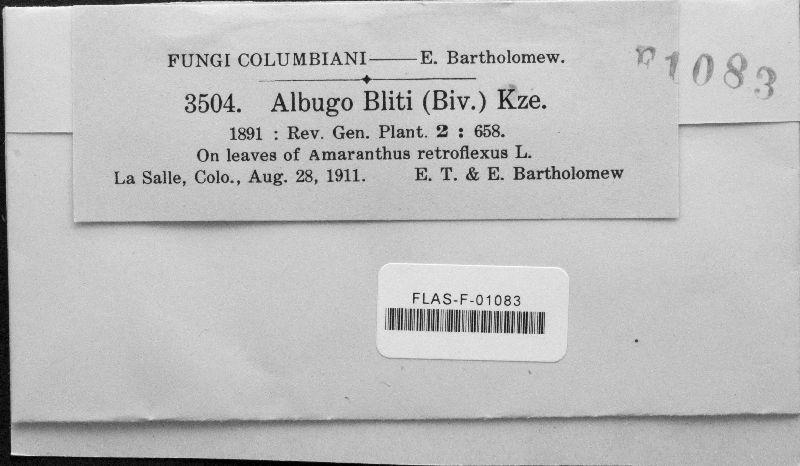 FUNGI COLUMBIANI—— E. Bartholomew.
3504. Albugo Bliti (Biv.) Kze.
1891 : Rev. Gen. Plant. 2 : 658.
On leaves of Amaranthus retroflexus L.
La Salle, Colo., Aug. 28, 1911. E. T. & E. Bartholomew
1083
FLAS-F-01083